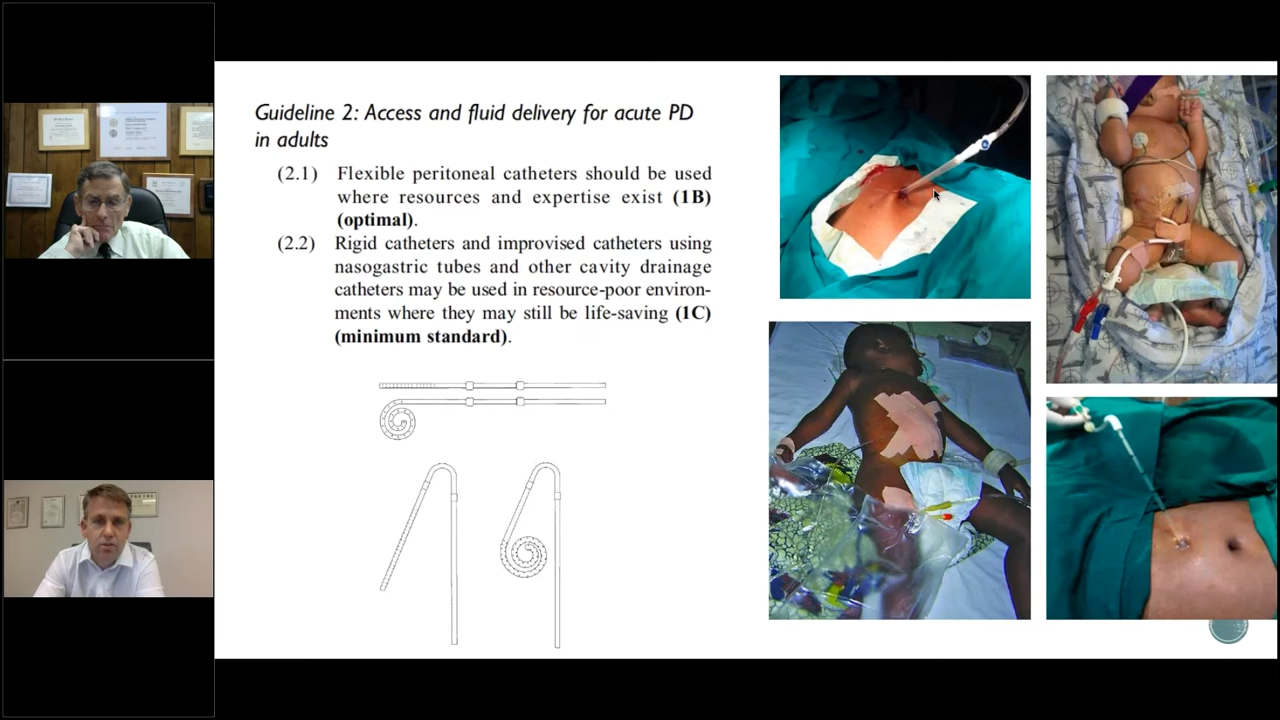 Guideline 2: Access and fluid delivery for acute PD
in adults
(2.1) Flexible peritoneal catheters should be used
where resources and expertise exist (1B)
(optimal).
(2.2) Rigid catheters and improvised catheters using
nasogastric tubes and other cavity drainage
catheters may be used in resource-poor environ-
ments where they may still be life-saving (1C)
(minimum standard).